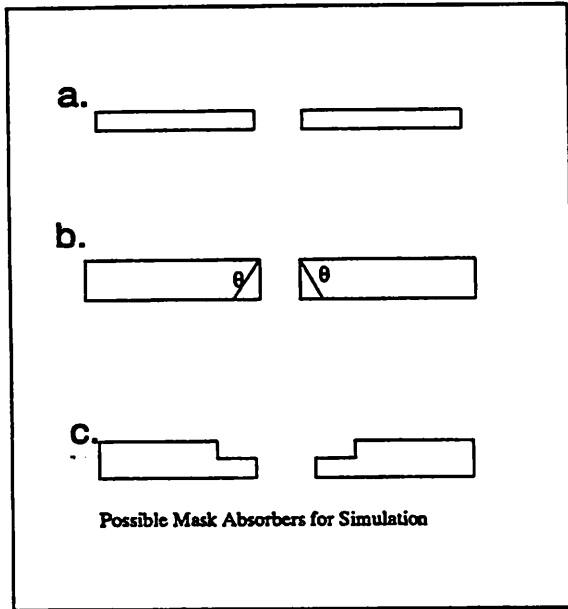 a.
b.
θ θ
c.
Possible Mask Absorbers for Simulation